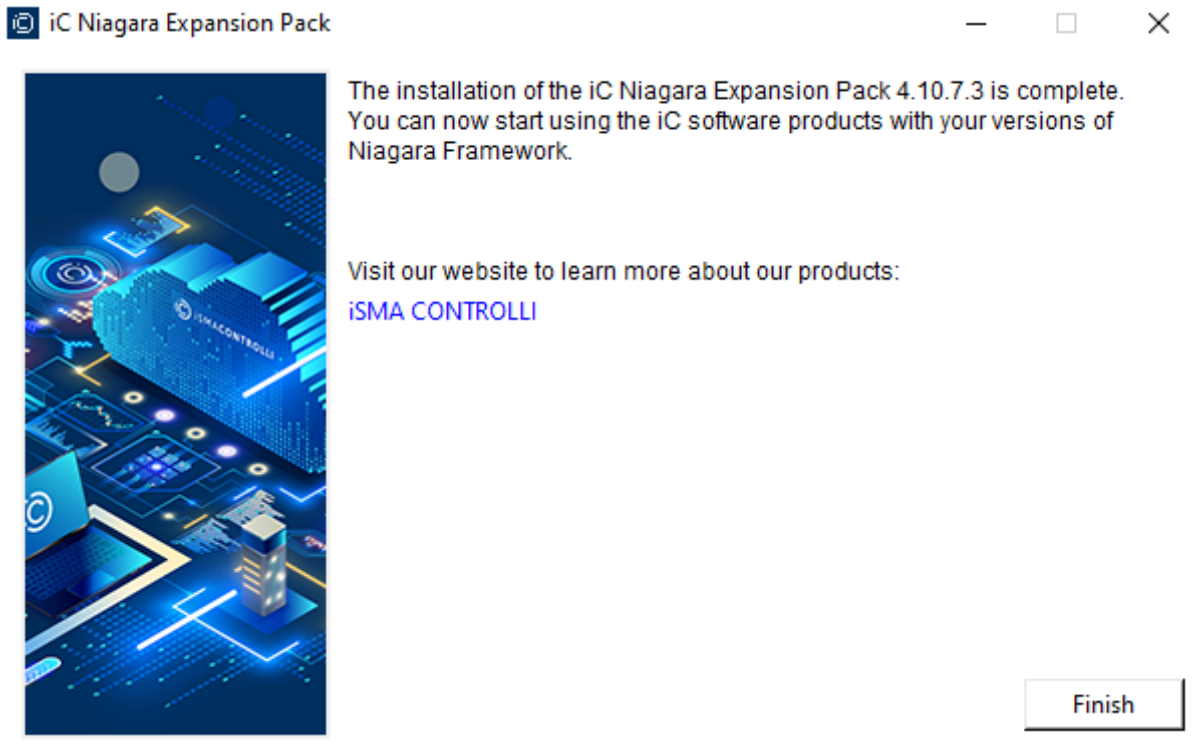 iC Niagara Expansion Pack
The installation of the iC Niagara Expansion Pack 4.10.7.3 is complete.
You can now start using the iC software products with your versions of
Niagara Framework.
Visit our website to learn more about our products:
iSMA CONTROLLI
iSMACONTROLLI
Finish